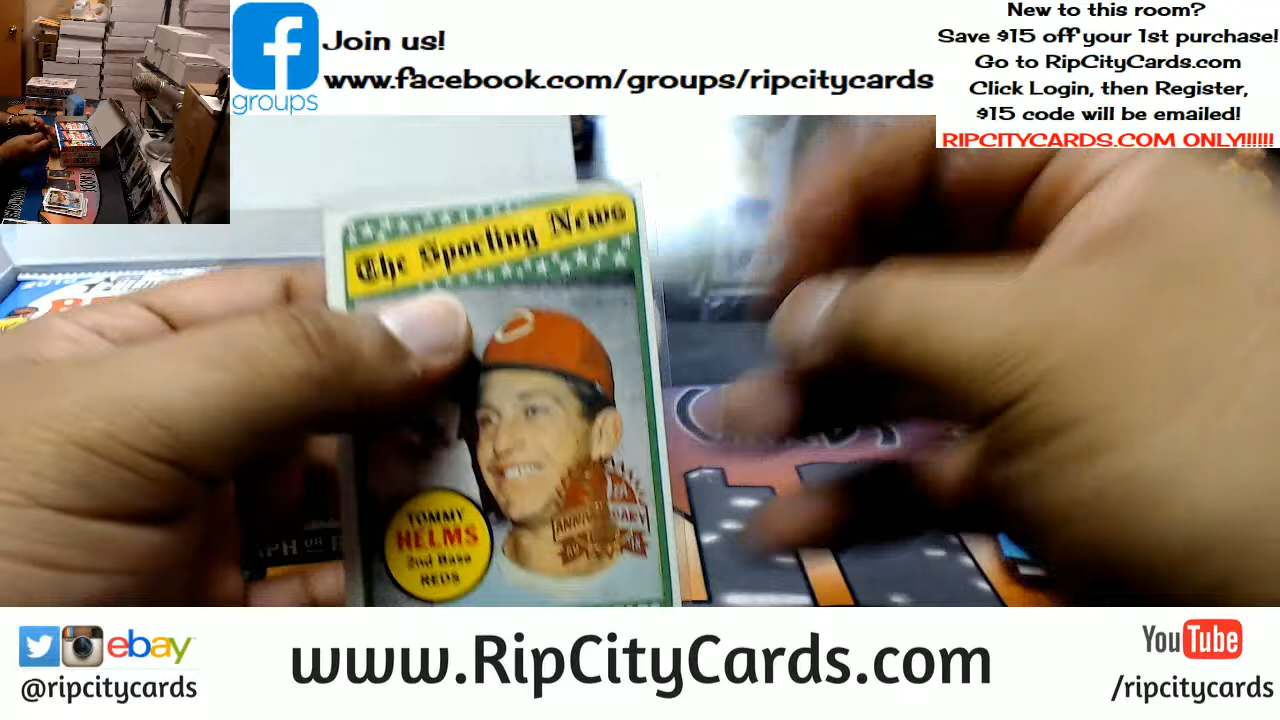 Join us!
www.facebook.com/groups/ripcitycards
groups
New to this room?
Save $15 off your 1st purchase!
Go to RipCityCards.com
Click Login, then Register,
$15 code will be emailed!
RIPCITYCARDS.COM ONLY!!!!!!
The Sporting News
TOMMY
HELMS
2nd Base
REDS
ebay
@ripcitycards
www.RipCityCards.com
YouTube
/ripcitycards